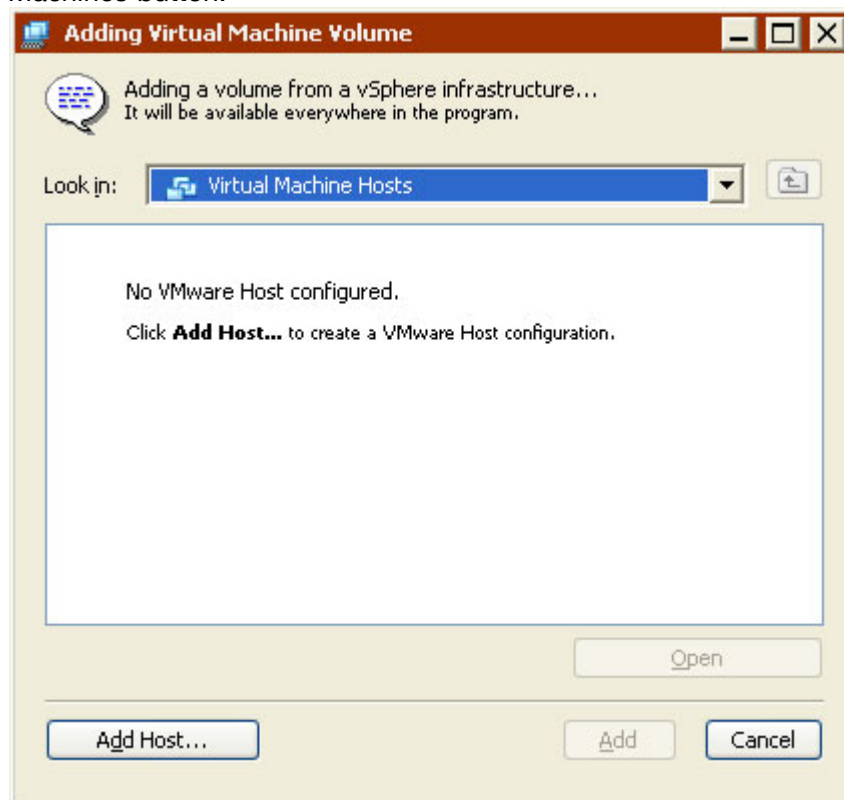 Machines button.
Adding Virtual Machine Volume
Adding a volume from a vSphere infrastructure...
It will be available everywhere in the program.
Look in: Virtual Machine Hosts
No VMware Host configured.
Click Add Host... to create a VMware Host configuration.
Open
Add Host... Add Cancel